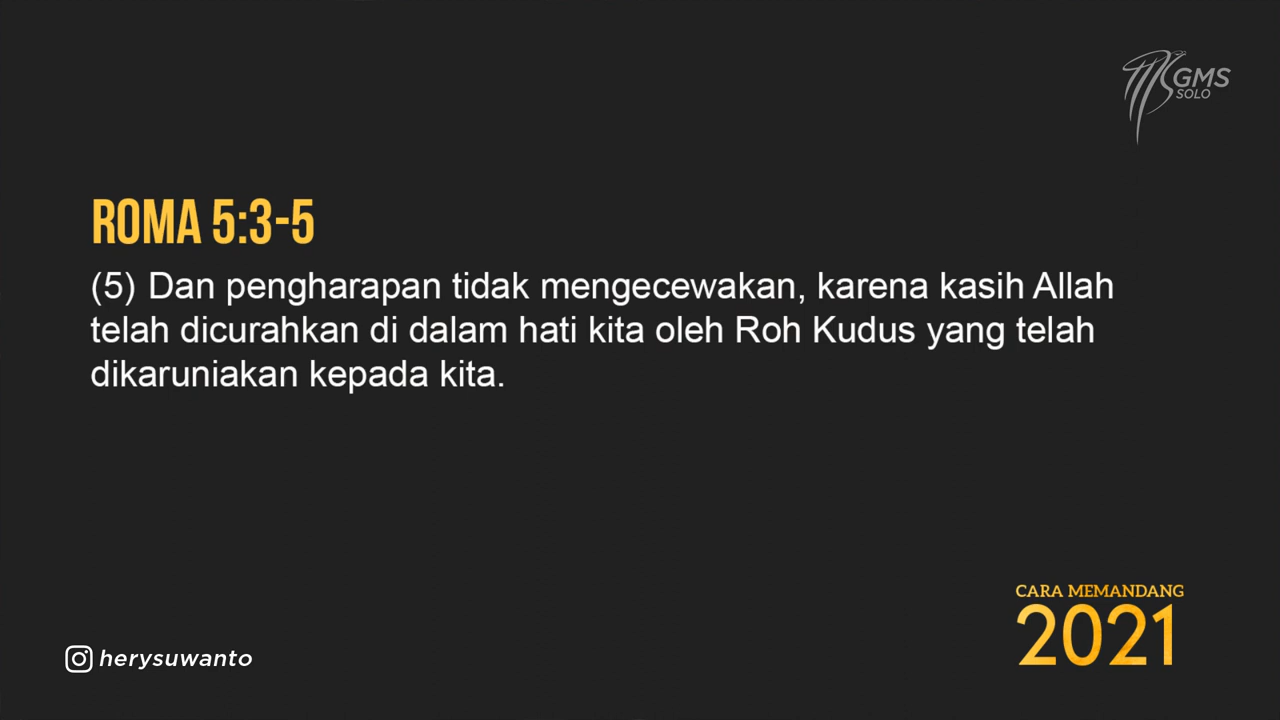 GMS
SOLO
ROMA 5:3-5
(5) Dan pengharapan tidak mengecewakan, karena kasih Allah
telah dicurahkan di dalam hati kita oleh Roh Kudus yang telah
dikaruniakan kepada kita.
CARA MEMANDANG
2021
herysuwanto